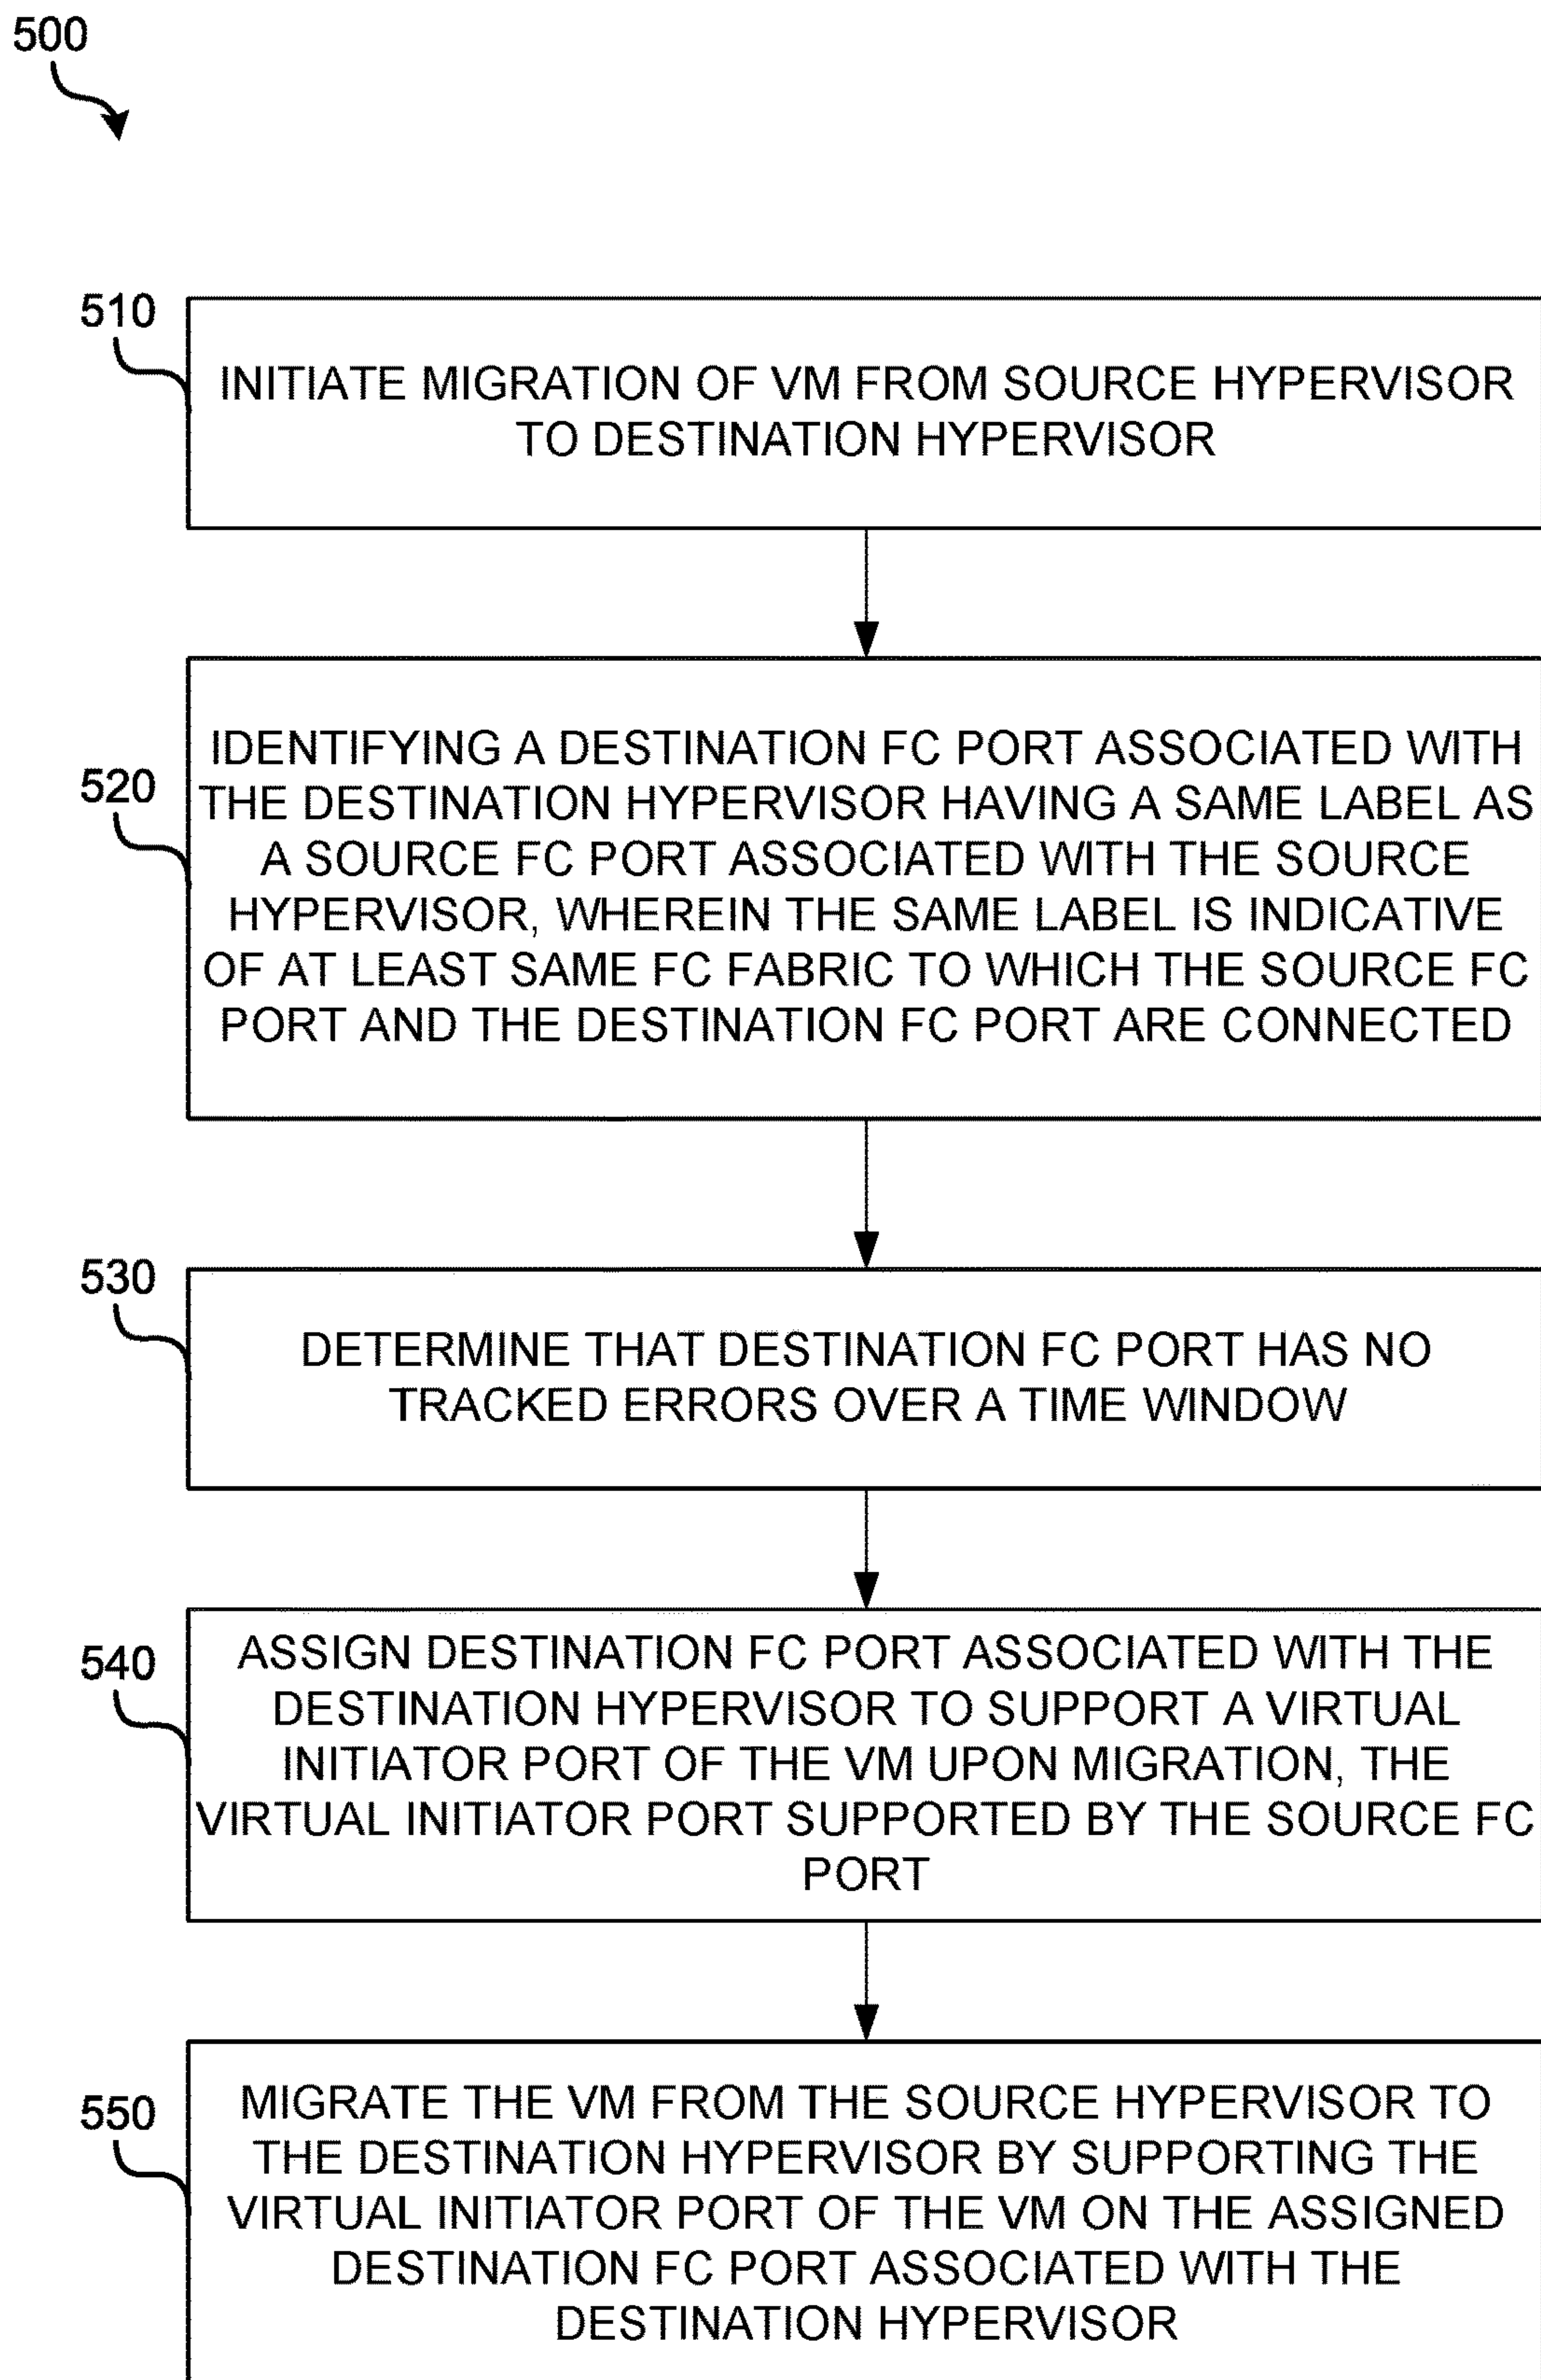 500
510
INITIATE MIGRATION OF VM FROM SOURCE HYPERVISOR
TO DESTINATION HYPERVISOR
520
IDENTIFYING A DESTINATION FC PORT ASSOCIATED WITH
THE DESTINATION HYPERVISOR HAVING A SAME LABEL AS
A SOURCE FC PORT ASSOCIATED WITH THE SOURCE
HYPERVISOR, WHEREIN THE SAME LABEL IS INDICATIVE
OF AT LEAST SAME FC FABRIC TO WHICH THE SOURCE FC
PORT AND THE DESTINATION FC PORT ARE CONNECTED
530
DETERMINE THAT DESTINATION FC PORT HAS NO
TRACKED ERRORS OVER A TIME WINDOW
540
ASSIGN DESTINATION FC PORT ASSOCIATED WITH THE
DESTINATION HYPERVISOR TO SUPPORT A VIRTUAL
INITIATOR PORT OF THE VM UPON MIGRATION, THE
VIRTUAL INITIATOR PORT SUPPORTED BY THE SOURCE FC
PORT
550
MIGRATE THE VM FROM THE SOURCE HYPERVISOR TO
THE DESTINATION HYPERVISOR BY SUPPORTING THE
VIRTUAL INITIATOR PORT OF THE VM ON THE ASSIGNED
DESTINATION FC PORT ASSOCIATED WITH THE
DESTINATION HYPERVISOR